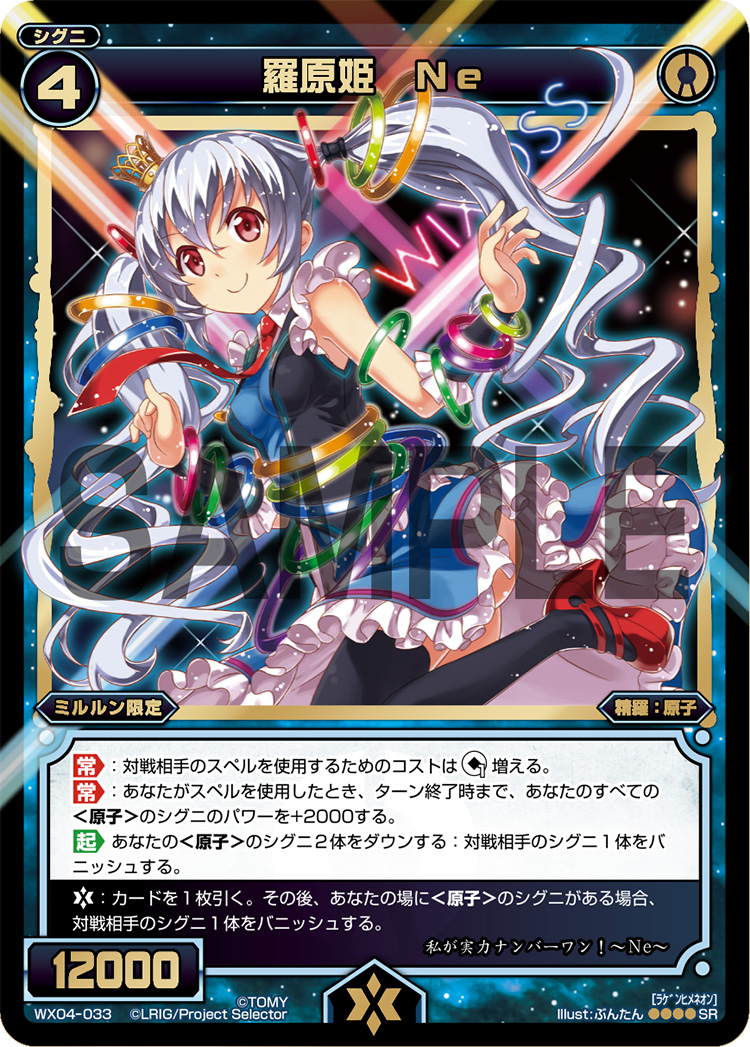 シグニ
4
羅原姫 Ne
WIXOSS
SAMPLE
ミルルン限定
精羅：原子
常：対戦相手のスペルを使用するためのコストは 増える。
常：あなたがスペルを使用したとき、ターン終了時まで、あなたのすべての
＜原子＞のシグニのパワーを+2000する。
起 あなたの＜原子＞のシグニ２体をダウンする：対戦相手のシグニ１体をバ
ニッシュする。
：カードを１枚引く。その後、あなたの場に＜原子＞のシグニがある場合、
対戦相手のシグニ１体をバニッシュする。
私が実力ナンバーワン！～Ne～
12000
©TOMY
[ラゲンヒメネオン]
WX04-033 ©LRIG/Project Selector
Illust:ぶんたん
SR